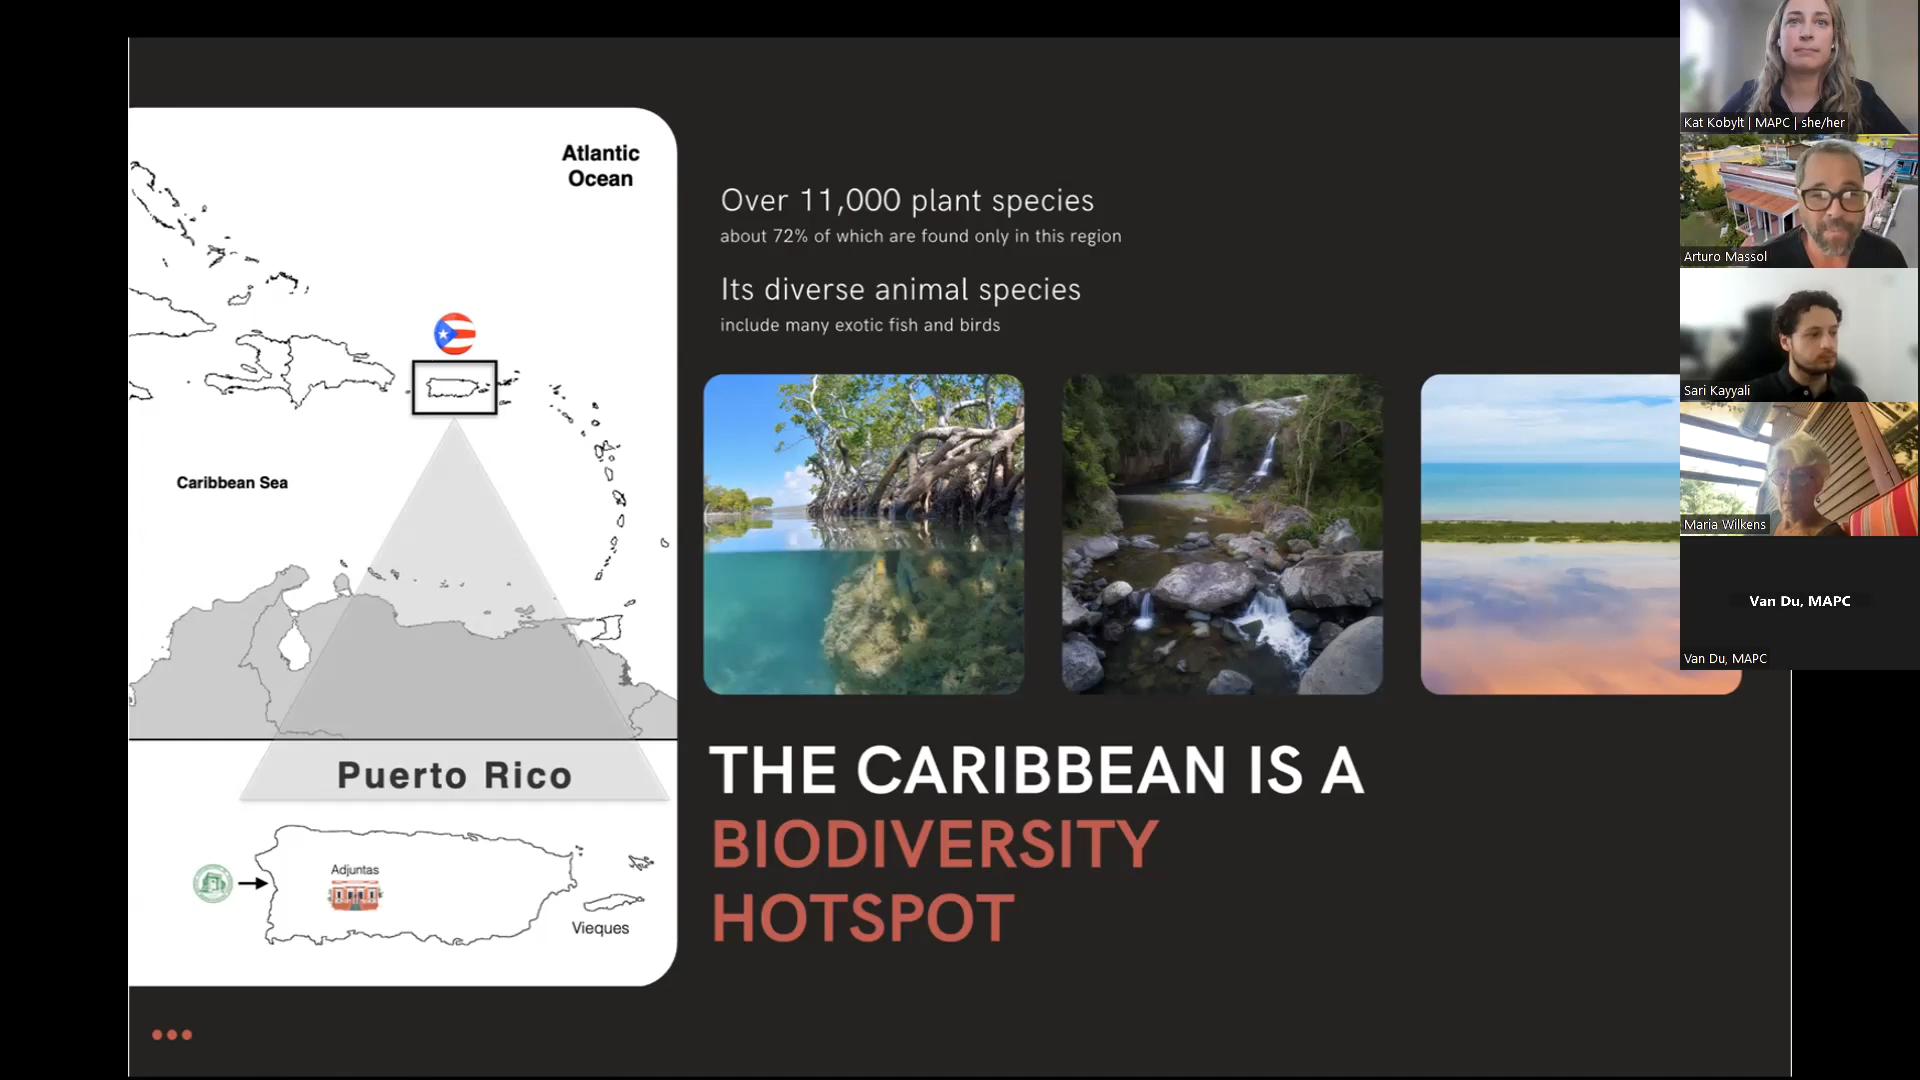 Atlantic
Ocean
Caribbean Sea
Puerto Rico
Adjuntas
Vieques
Over 11,000 plant species
about 72% of which are found only in this region
Its diverse animal species
include many exotic fish and birds
THE CARIBBEAN IS A
BIODIVERSITY
HOTSPOT
Kat Kobylt | MAPC | she/her
Arturo Massol
Sari Kayyali
Maria Wilkens
Van Du, MAPC
Van Du, MAPC